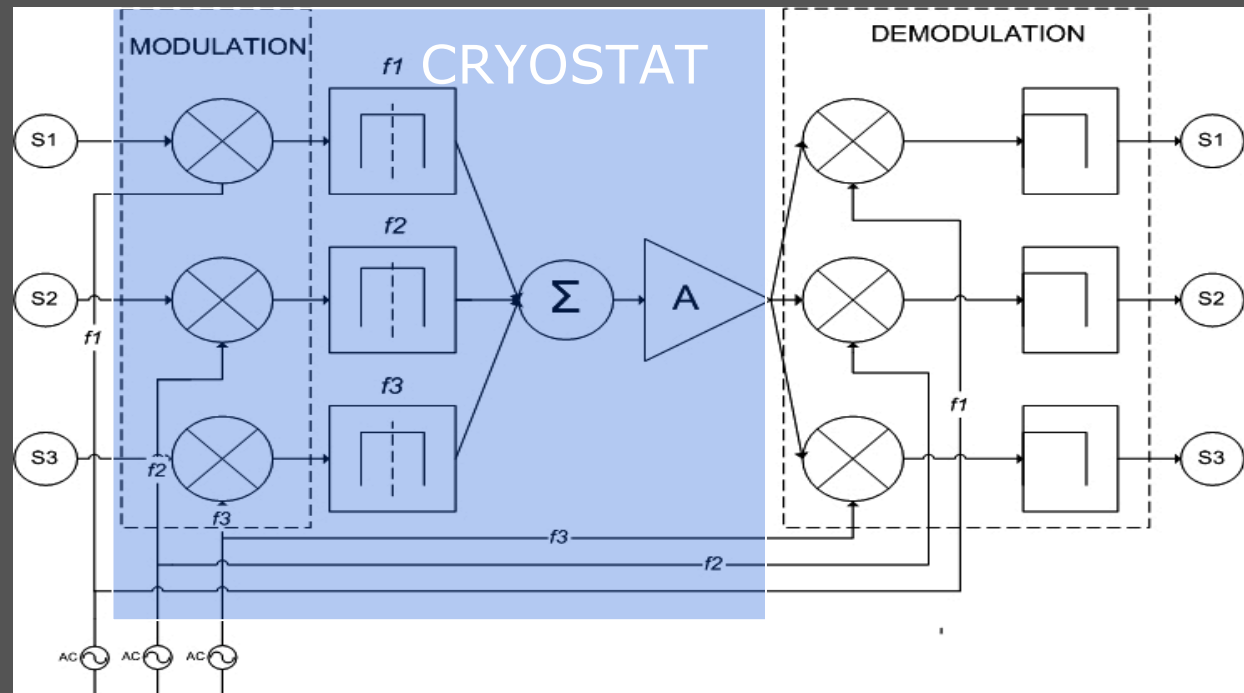 MODULATION
CRYOSTAT
DEMODULATION
f1
S1
S1
f2
S2
Σ
A
S2
f1
f3
f1
S3
f2
S3
f3
f3
f2
AC
AC
AC